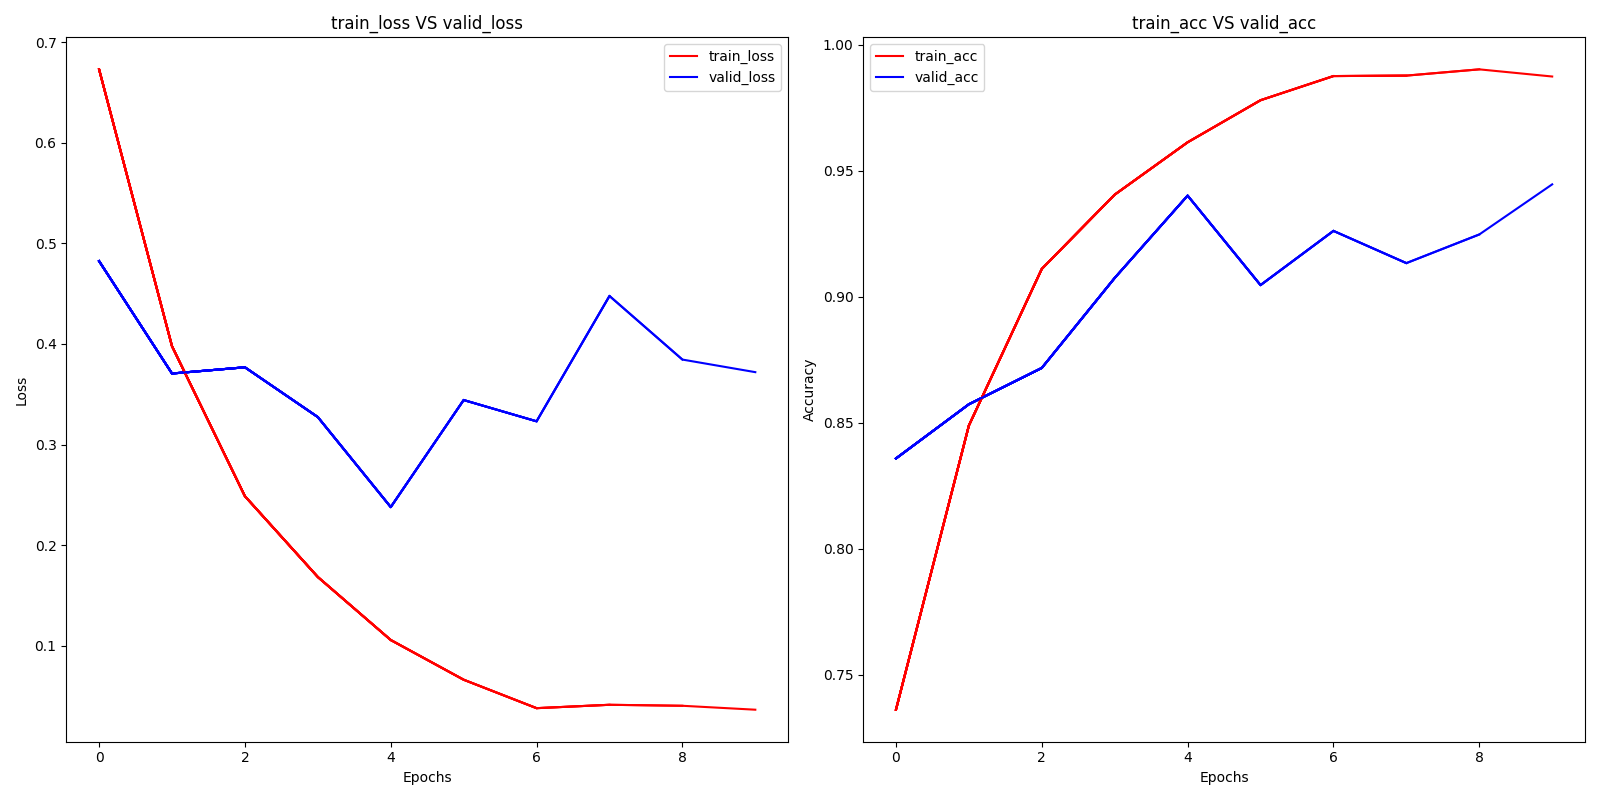 train_loss VS valid_loss
0.7
0.6
0.5
0.4
0.3
0.2
0.1
Loss
train_loss
valid_loss
0 2 4 6 8
Epochs
train_acc VS valid_acc
1.00
0.95
0.90
0.85
0.80
0.75
Accuracy
train_acc
valid_acc
0 2 4 6 8
Epochs